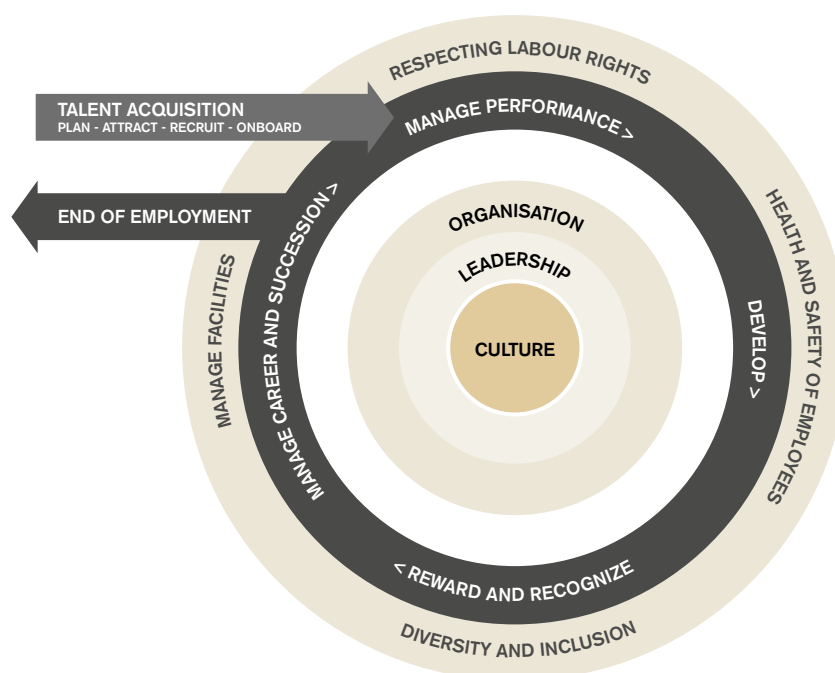 RESPECTING LABOUR RIGHTS
TALENT ACQUISITION
PLAN - ATTRACT - RECRUIT - ONBOARD
MANAGE PERFORMANCE >
END OF EMPLOYMENT
MANAGE CAREER AND SUCCESSION >
ORGANISATION
LEADERSHIP
CULTURE
HEALTH AND SAFETY OF EMPLOYEES
MANAGE FACILITIES
DEVELOP >
< REWARD AND RECOGNIZE
DIVERSITY AND INCLUSION